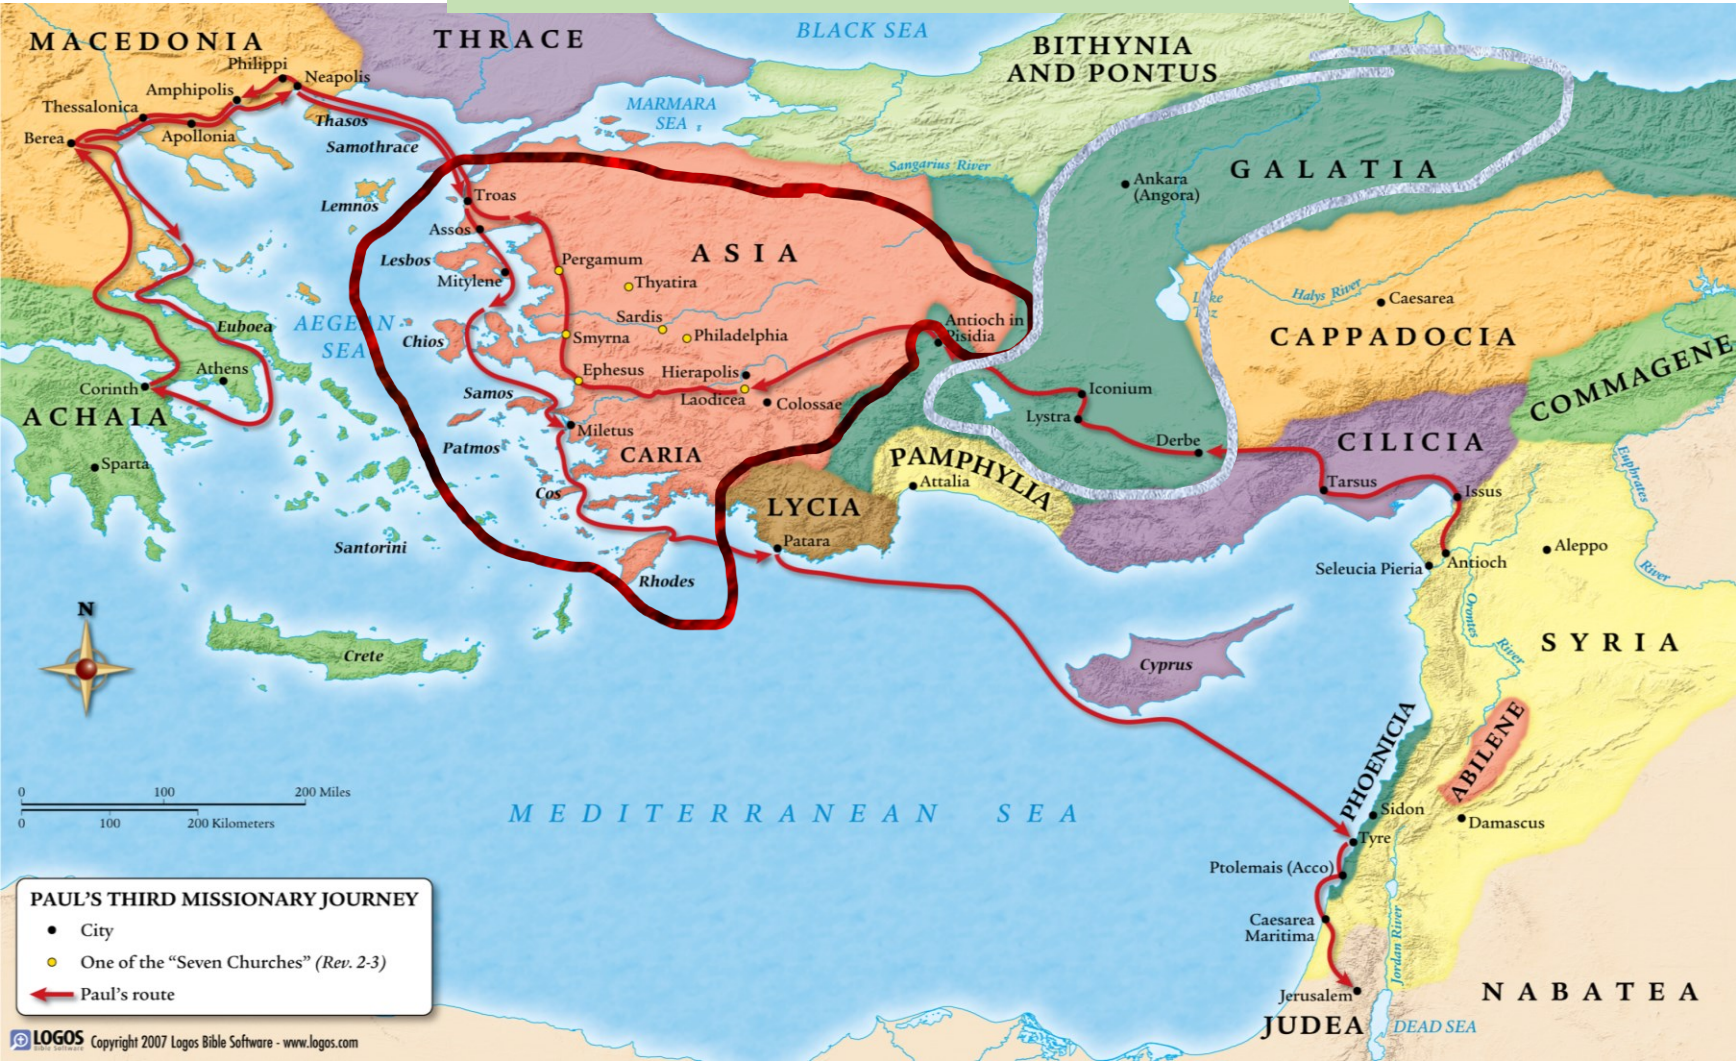 BLACK SEA
MACEDONIA
THRACE
BITHYNIA
AND PONTUS
Philippi
Neapolis
Amphipolis
Thessalonica
Apollonia
Berea
Thasos
Samothrace
MARMARA
SEA
Sangarius River
GALATIA
Ankara
(Angora)
Lemnos
Troas
Assos
ASIA
Lesbos
Mitylene
Pergamum
Thyatira
Halys River
Caesarea
Lake
Tuz
Euboea
AEGEAN
SEA
Chios
Sardis
Smyrna
Philadelphia
Antioch in
Pisidia
CAPPADOCIA
COMMAGENE
Athens
Corinth
ACHAIA
Samos
Ephesus
Hierapolis
Laodicea
Colossae
Iconium
Lystra
Derbe
CILICIA
Sparta
Patmos
Miletus
CARIA
PAMPHYLIA
Attalia
Tarsus
Issus
Euphrates
River
Cos
LYCIA
Patara
Santorini
Rhodes
Seleucia Pieria
Antioch
Aleppo
Orontes
River
SYRIA
N
Crete
Cyprus
PHOENICIA
ABILENE
0 100 200 Miles
0 100 200 Kilometers
MEDITERRANEAN SEA
Sidon
Damascus
Tyre
Ptolemais (Acco)
Caesarea
Maritima
Jordan River
Jerusalem
JUDEA
DEAD SEA
NABATEA
PAUL'S THIRD MISSIONARY JOURNEY
City
One of the “Seven Churches” (Rev. 2-3)
Paul's route
LOGOS
Bible Software
Copyright 2007 Logos Bible Software - www.logos.com